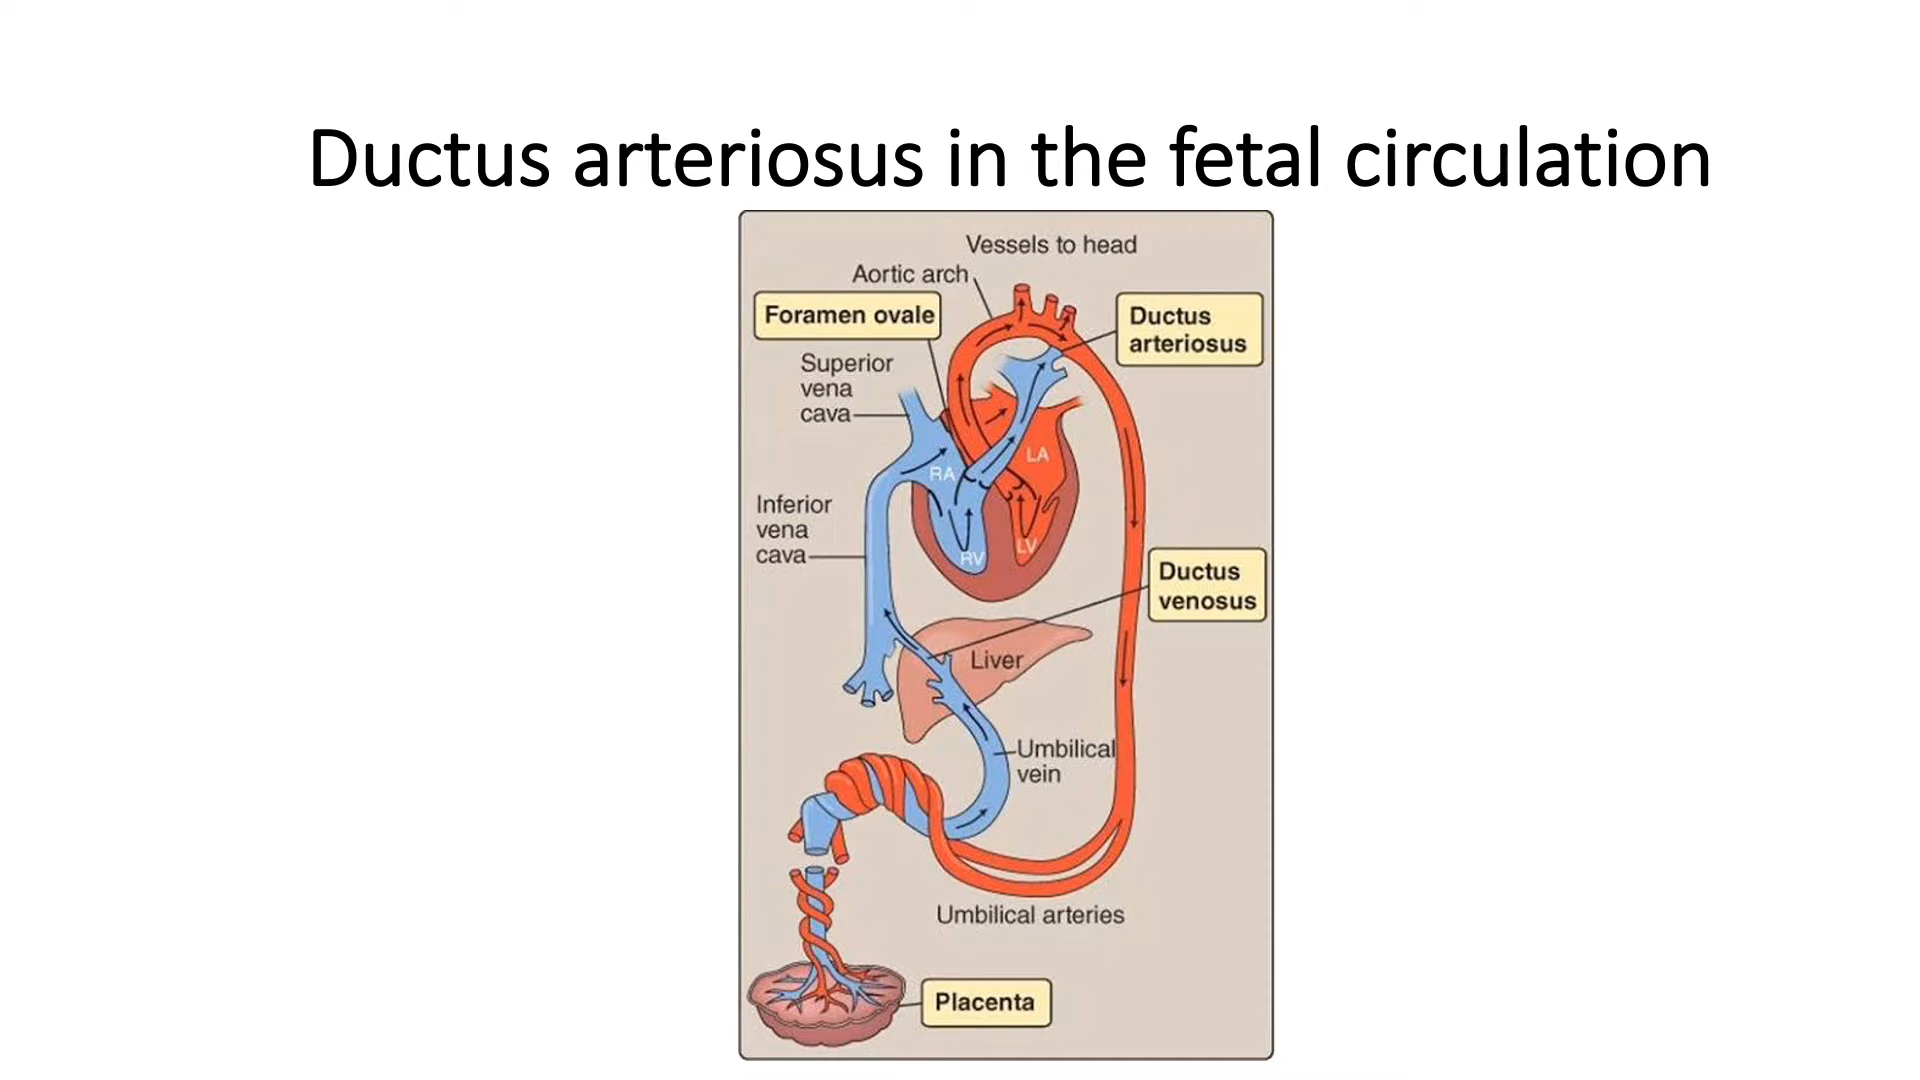 Ductus arteriosus in the fetal circulation
Vessels to head
Aortic arch
Foramen ovale
Ductus
arteriosus
Superior
vena
cava
LA
RA
Inferior
vena
cava
LV
RV
Ductus
venosus
Liver
Umbilical
vein
Umbilical arteries
Placenta